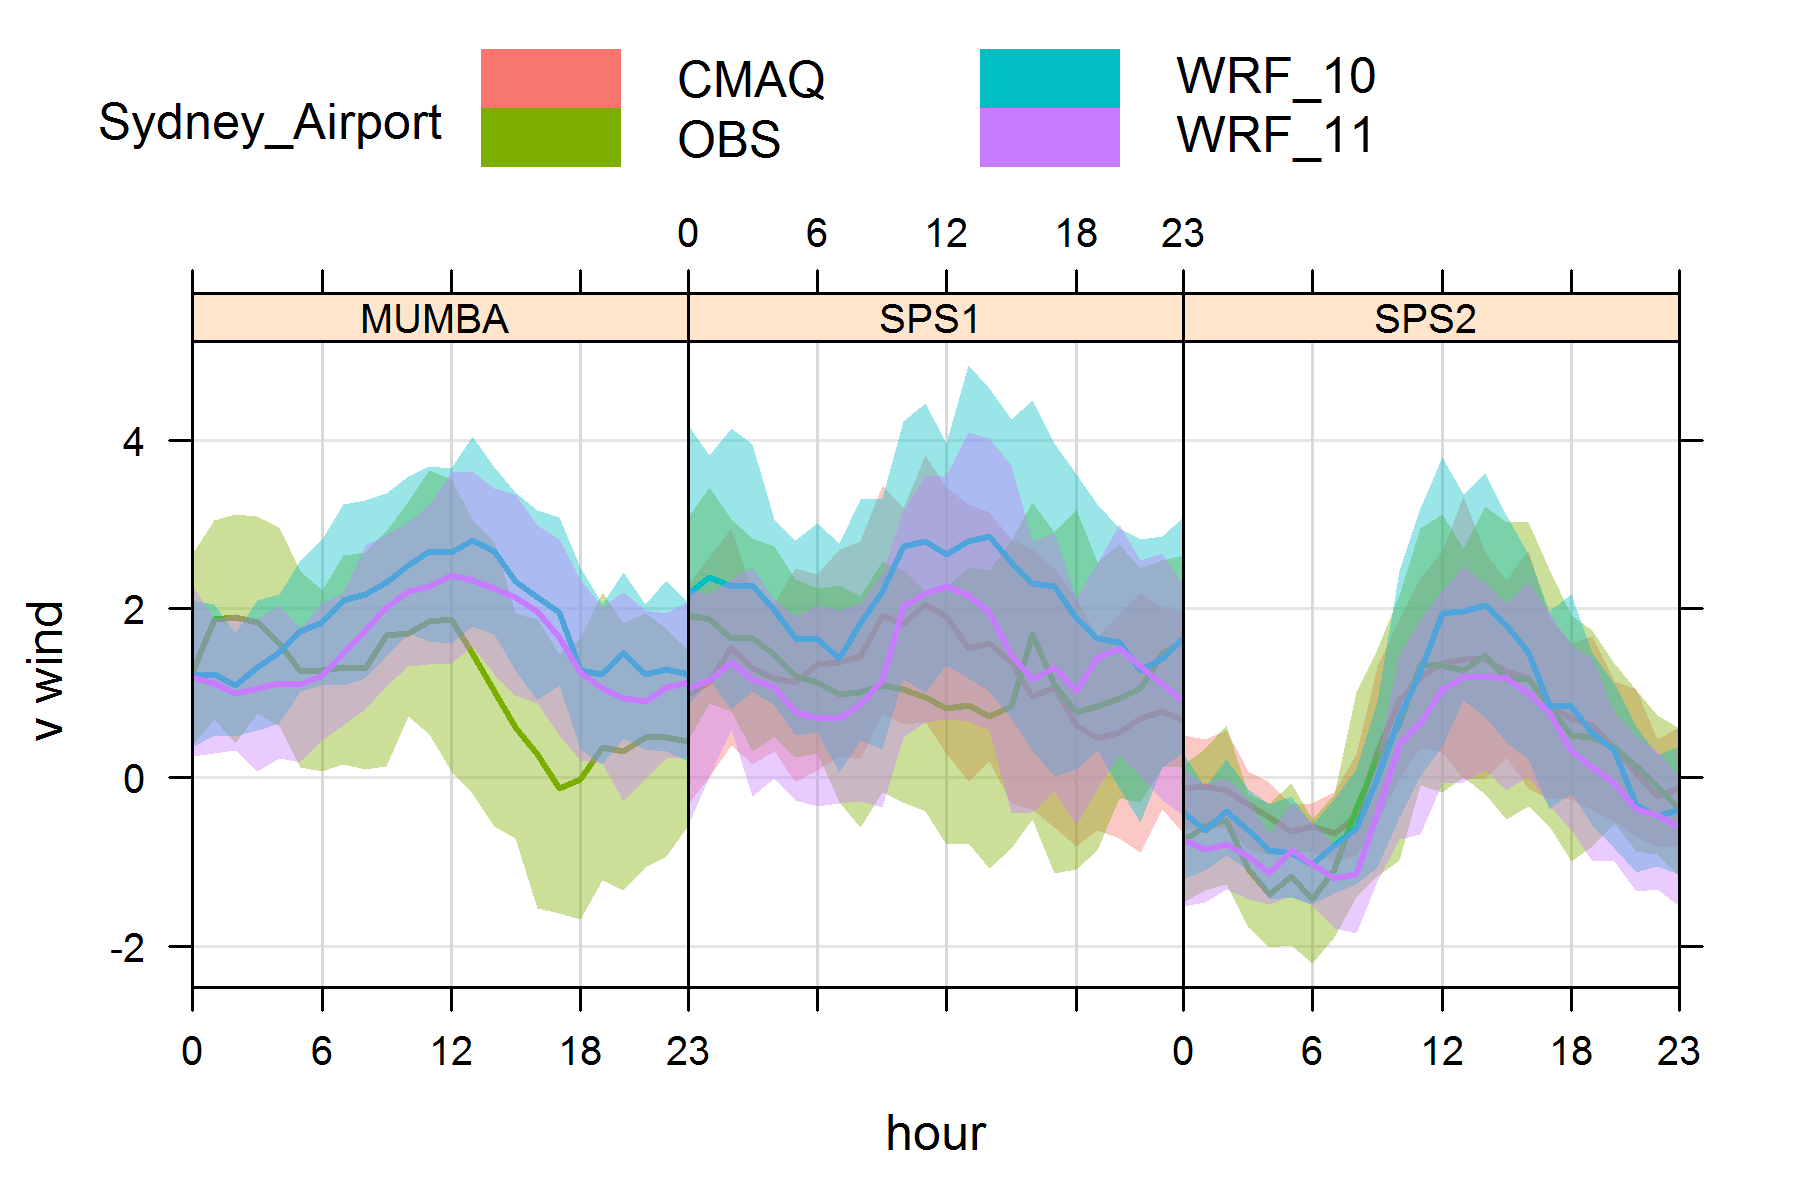 Sydney_Airport
CMAQ
WRF_10
OBS
WRF_11
0 6 12 18 23
MUMBA SPS1 SPS2
4
2
0
-2
v wind
0 6 12 18 23 0 6 12 18 23
hour